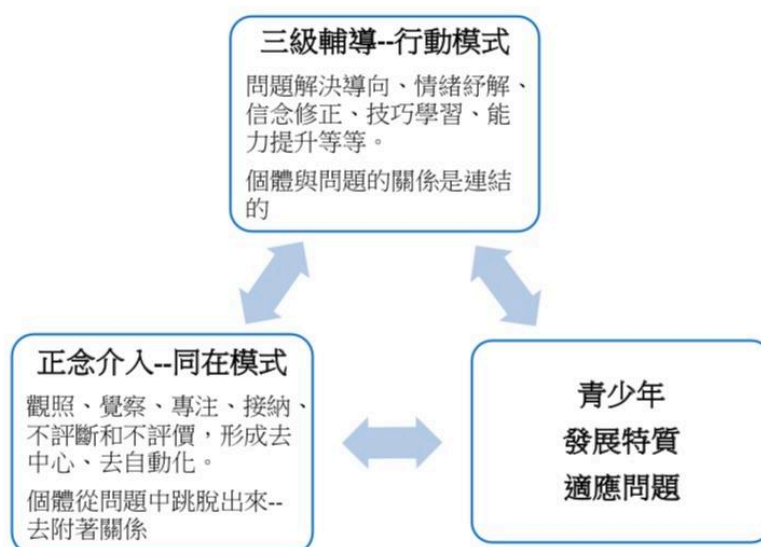 三級輔導--行動模式
問題解決導向、情緒紓解、
信念修正、技巧學習、能
力提升等等。
個體與問題的關係是連結
的
正念介入--同在模式
觀照、覺察、專注、接納、
不評斷和不評價，形成去
中心、去自動化。
個體從問題中跳脫出來--
去附著關係
青少年
發展特質
適應問題